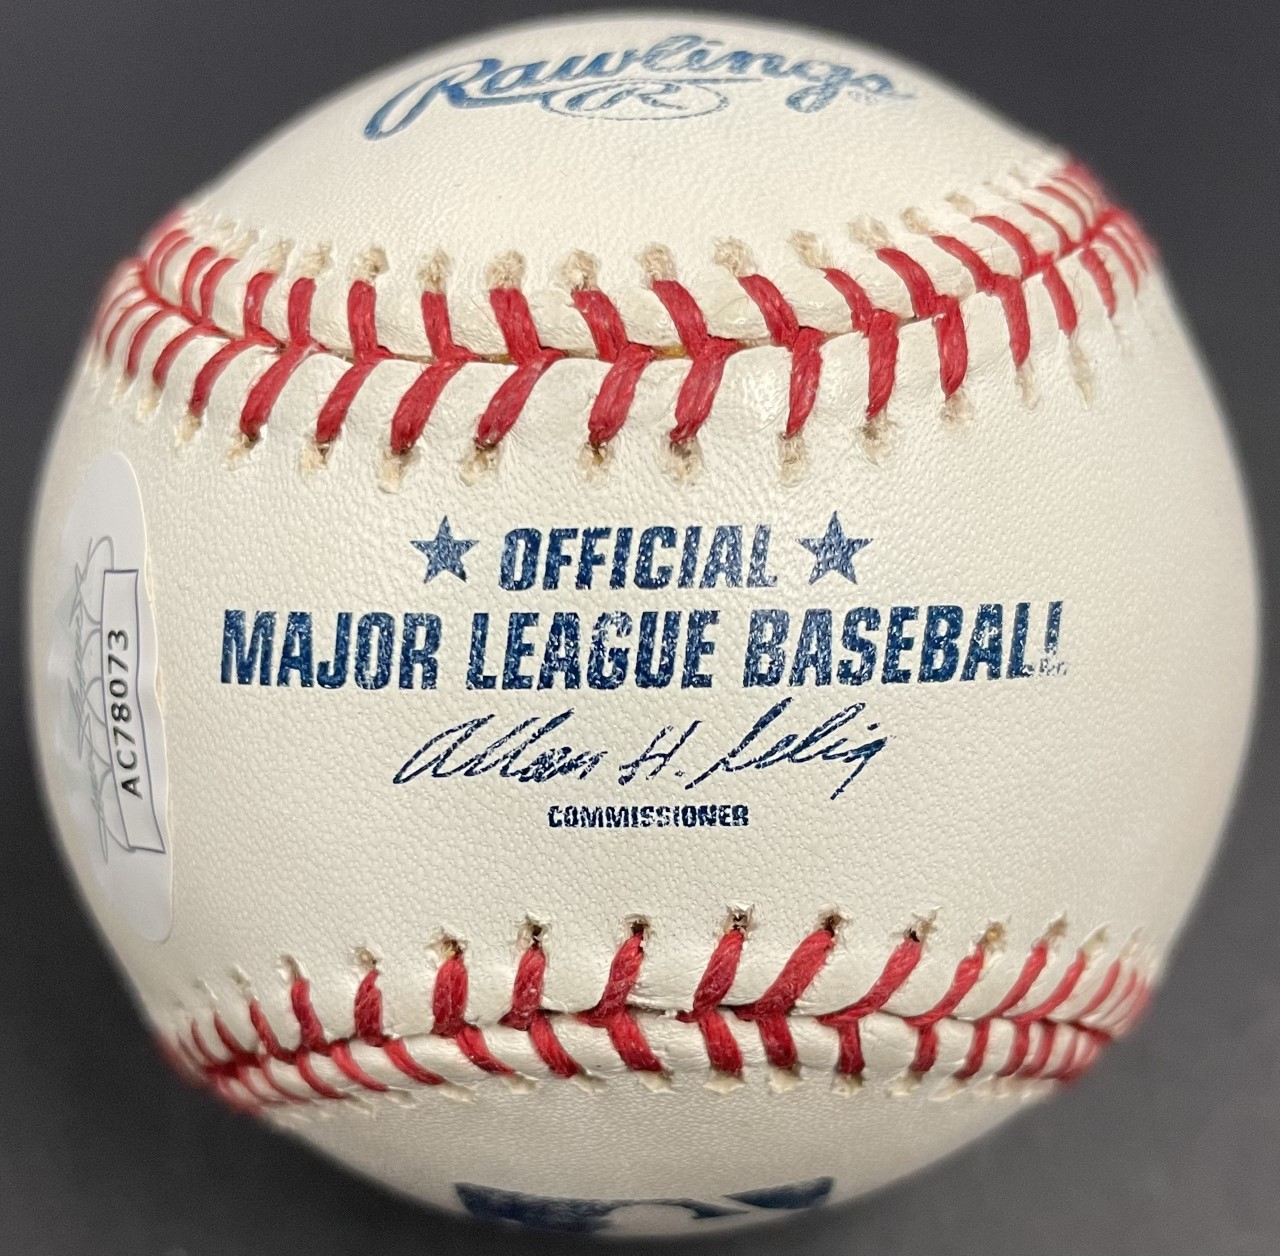 Rawlings
R
★ OFFICIAL ★
MAJOR LEAGUE BASEBALL
Allan H. Selig
COMMISSIONER
AC78073